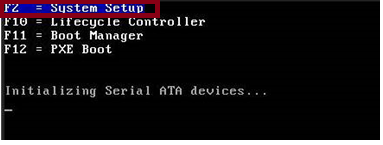 F2 = System Setup
F10 = Lifecycle Controller
F11 = Boot Manager
F12 = PXE Boot
Initializing Serial ATA devices...